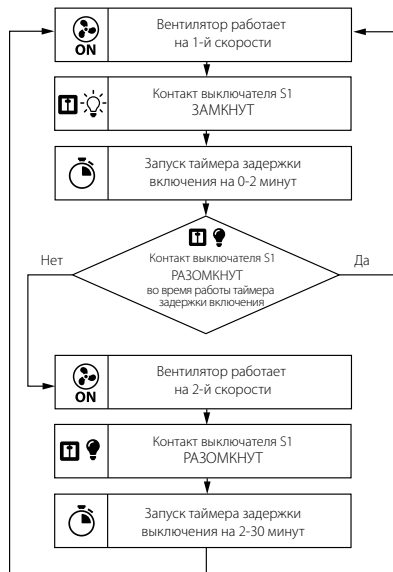 ON
Вентилятор работает
на 1-й скорости
Контакт выключателя S1
ЗАМКНУТ
Запуск таймера задержки
включения на 0-2 минут
Нет
Контакт выключателя S1
РАЗОМКНУТ
во время работы таймера
задержки включения
Да
ON
Вентилятор работает
на 2-й скорости
Контакт выключателя S1
РАЗОМКНУТ
Запуск таймера задержки
выключения на 2-30 минут